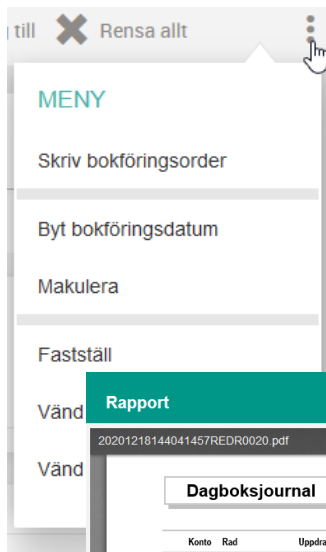 till Rensa allt
MENY
Skriv bokföringsorder
Byt bokföringsdatum
Makulera
Fastställ
Vänd
Vänd
Rapport
20201218144041457REDR0020.pdf
Dagboksjournal
Konto Rad Uppdra